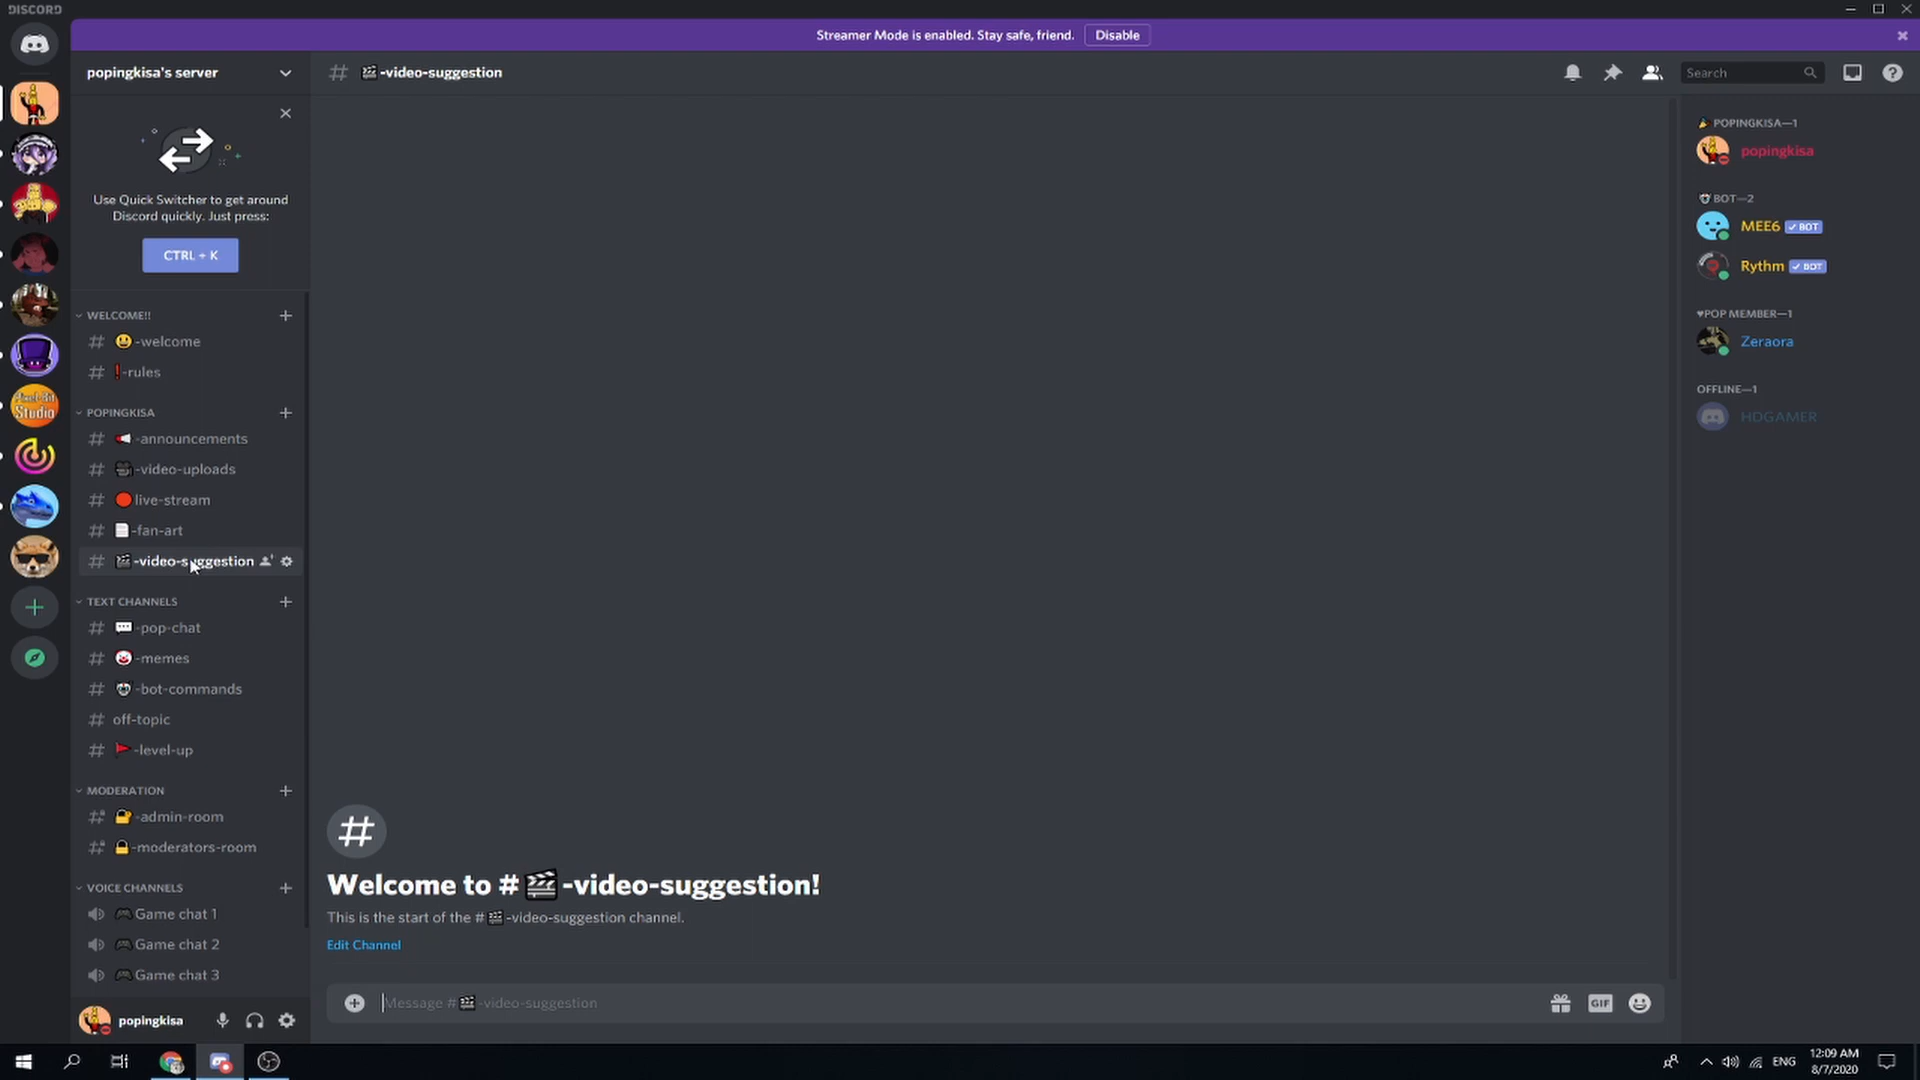 DISCORD
Streamer Mode is enabled. Stay safe, friend. Disable
popingkisa's server
-video-suggestion
Search
Use Quick Switcher to get around
Discord quickly. Just press:
CTRL + K
WELCOME!!
-welcome
-rules
POPINGKISA
-announcements
-video-uploads
live-stream
-fan-art
-video-suggestion
TEXT CHANNELS
-pop-chat
-memes
-bot-commands
off-topic
-level-up
MODERATION
-admin-room
-moderators-room
VOICE CHANNELS
Game chat 1
Game chat 2
Game chat 3
popingkisa
Pixel-Bit
Studio
Welcome to # -video-suggestion!
This is the start of the # -video-suggestion channel.
Edit Channel
Message # -video-suggestion
GIF
POPINGKISA—1
popingkisa
BOT—2
MEE6 BOT
Rythm BOT
♥POP MEMBER—1
Zeraora
OFFLINE—1
HDGAMER
ENG
12:09 AM
8/7/2020